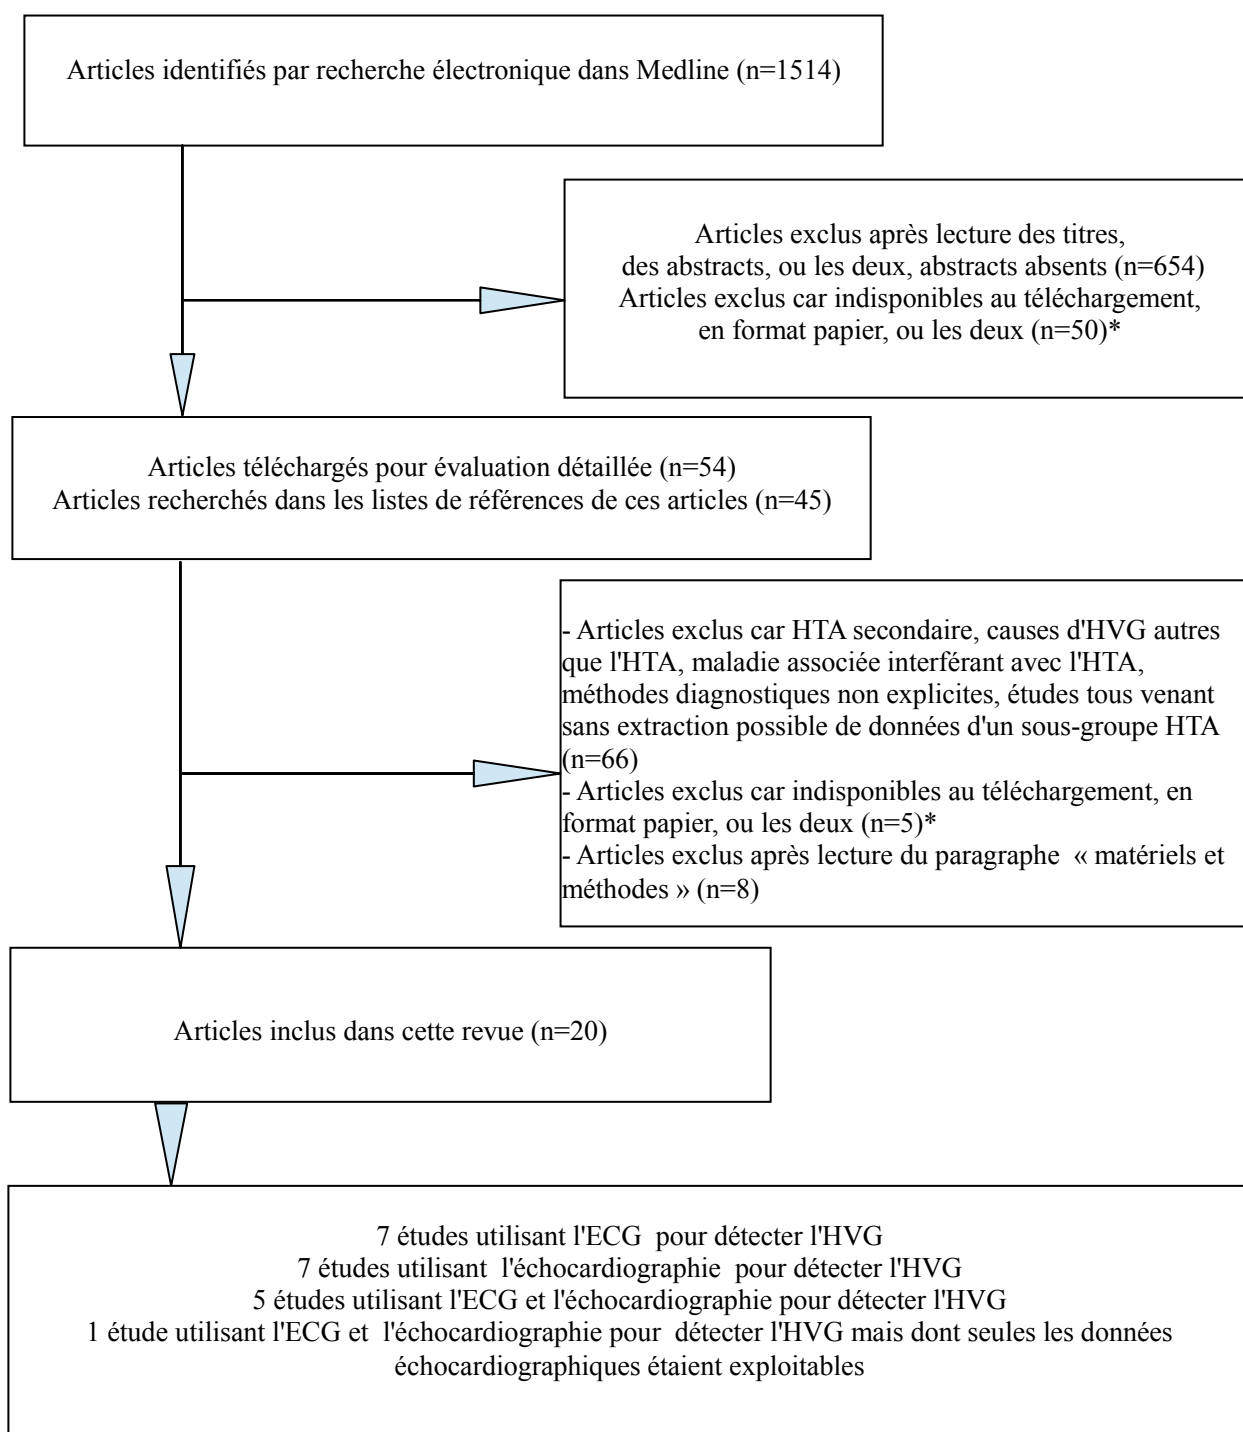 Articles identifiés par recherche électronique dans Medline (n=1514)
Articles exclus après lecture des titres,
des abstracts, ou les deux, abstracts absents (n=654)
Articles exclus car indisponibles au téléchargement,
en format papier, ou les deux (n=50)*
Articles téléchargés pour évaluation détaillée (n=54)
Articles recherchés dans les listes de références de ces articles (n=45)
- Articles exclus car HTA secondaire, causes d'HVG autres
que l'HTA, maladie associée interférant avec l'HTA,
méthodes diagnostiques non explicites, études tous venant
sans extraction possible de données d'un sous-groupe HTA
(n=66)
- Articles exclus car indisponibles au téléchargement, en
format papier, ou les deux (n=5)*
- Articles exclus après lecture du paragraphe « matériels et
méthodes » (n=8)
Articles inclus dans cette revue (n=20)
7 études utilisant l'ECG pour détecter l'HVG
7 études utilisant l'échocardiographie pour détecter l'HVG
5 études utilisant l'ECG et l'échocardiographie pour détecter l'HVG
1 étude utilisant l'ECG et l'échocardiographie pour détecter l'HVG mais dont seules les données
échocardiographiques étaient exploitables